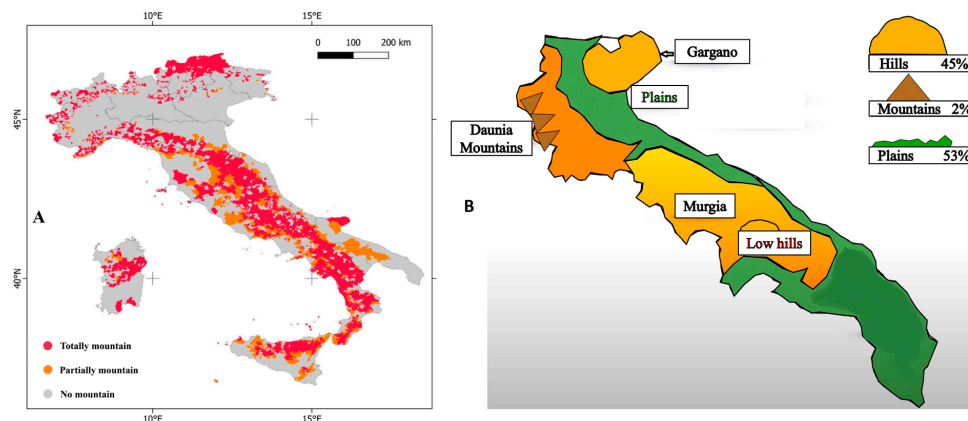 10°E
15°E
0
100
200 km
45°N
40°N
A
Totally mountain
Partially mountain
No mountain
10°E
15°E
Gargano
Plains
Daunia
Mountains
B
Murgia
Low hills
Hills 45%
Mountains 2%
Plains 53%